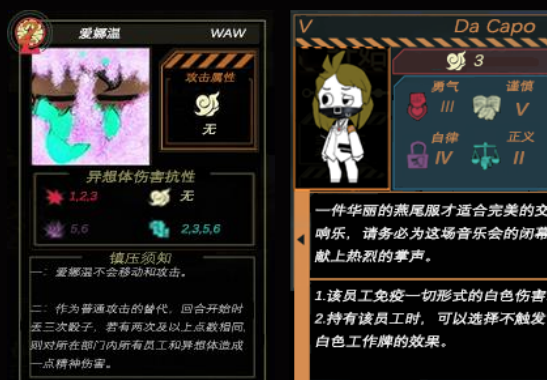 爱娜温
WAW
攻击属性
无
异想体伤害抗性
1,2,3
无
5,6
2,3,5,6
镇压须知
一：爱娜温不会移动和攻击。
二：作为普通攻击的替代，回合开始时
丢三次骰子，若有两次及以上点数相同，
则对所在部门内所有员工和异想体造成
一点精神伤害。
V
Da Capo
3
勇气
III
谨慎
V
自律
IV
正义
II
一件华丽的燕尾服才适合完美的交
响乐，请务必为这场音乐会的闭幕
献上热烈的掌声。
1.该员工免疫一切形式的白色伤害
2.持有该员工时，可以选择不触发
白色工作牌的效果。